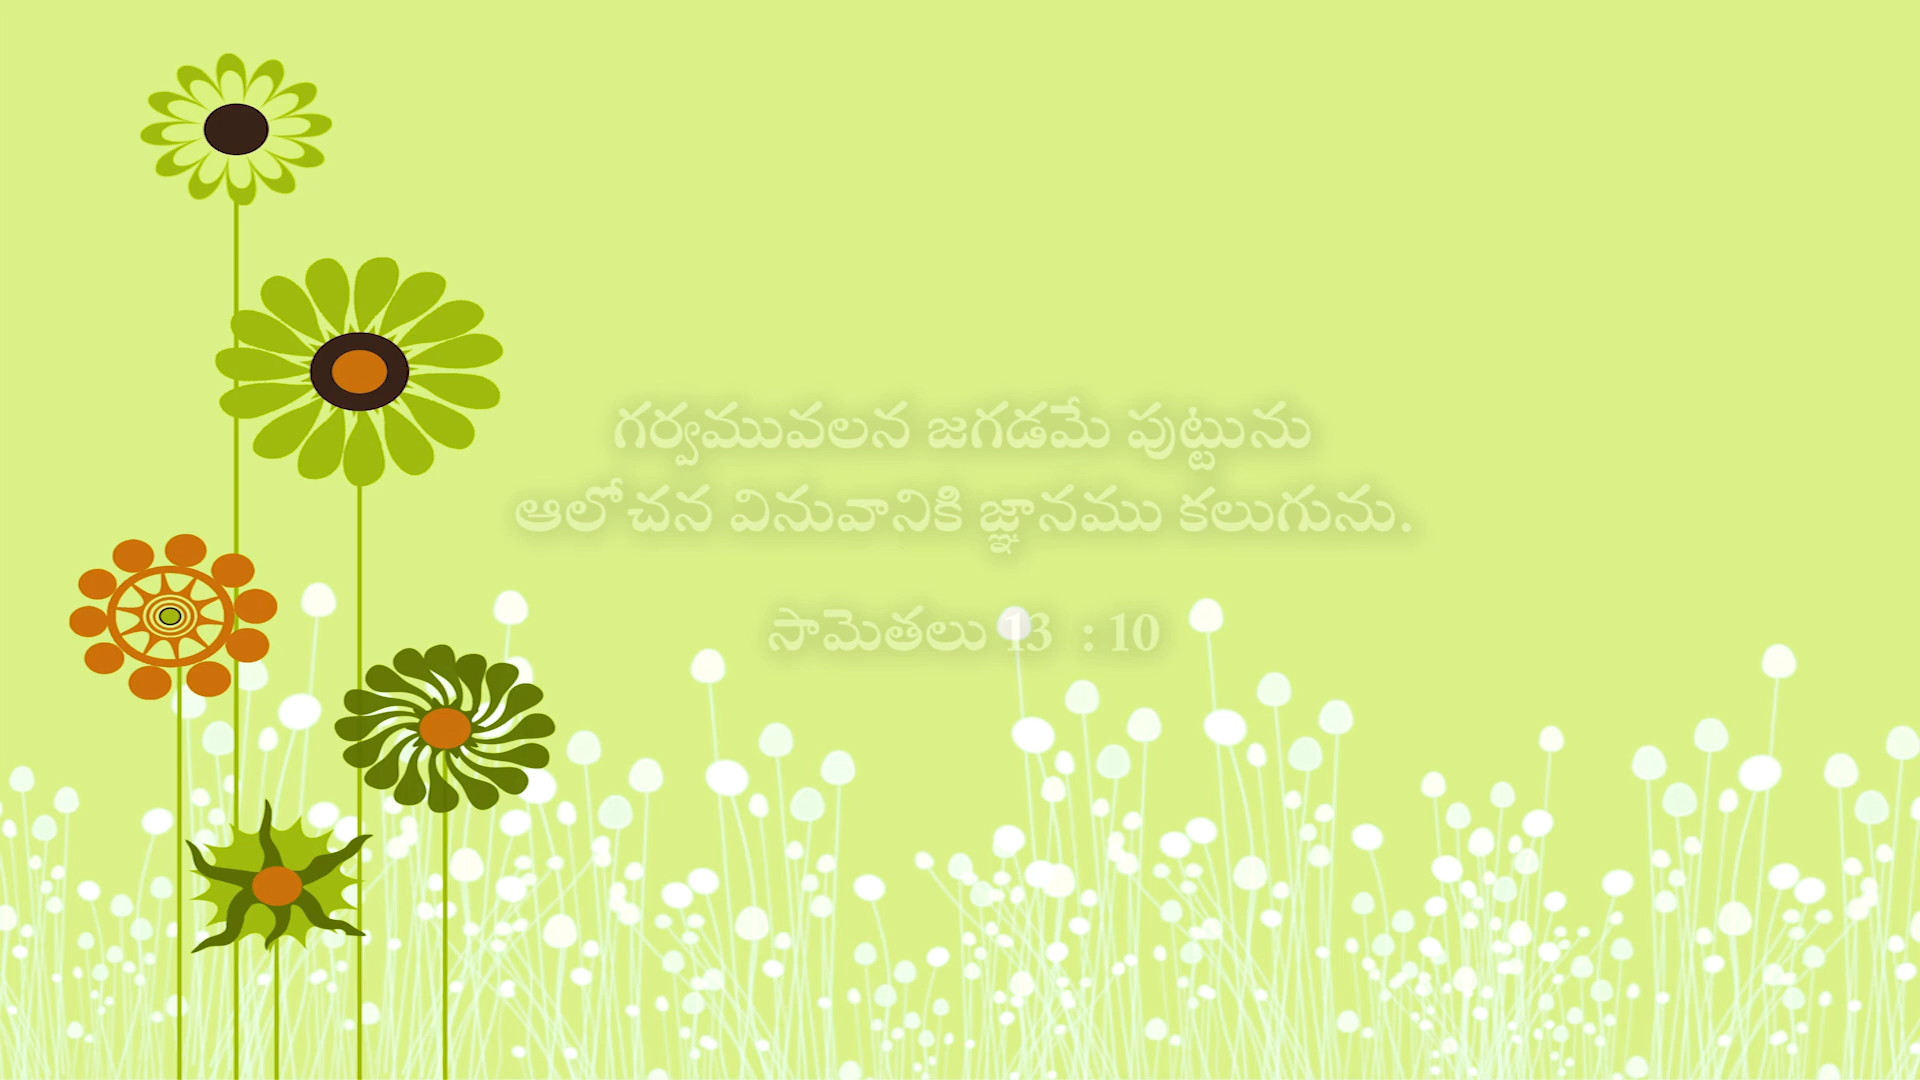 గర్వమువలన జగడమే పుట్టును
ఆలోచన వినువానికి జ్ఞానము కలుగును.
సామెతలు 13 : 10